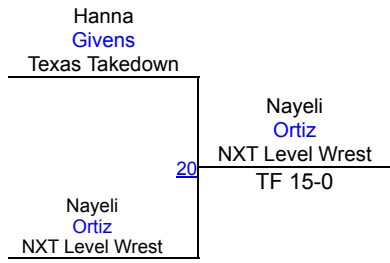 Hanna
Givens
Texas Takedown
Nayeli
Ortiz
NXT Level Wrest
20
TF 15-0
Nayeli
Ortiz
NXT Level Wrest